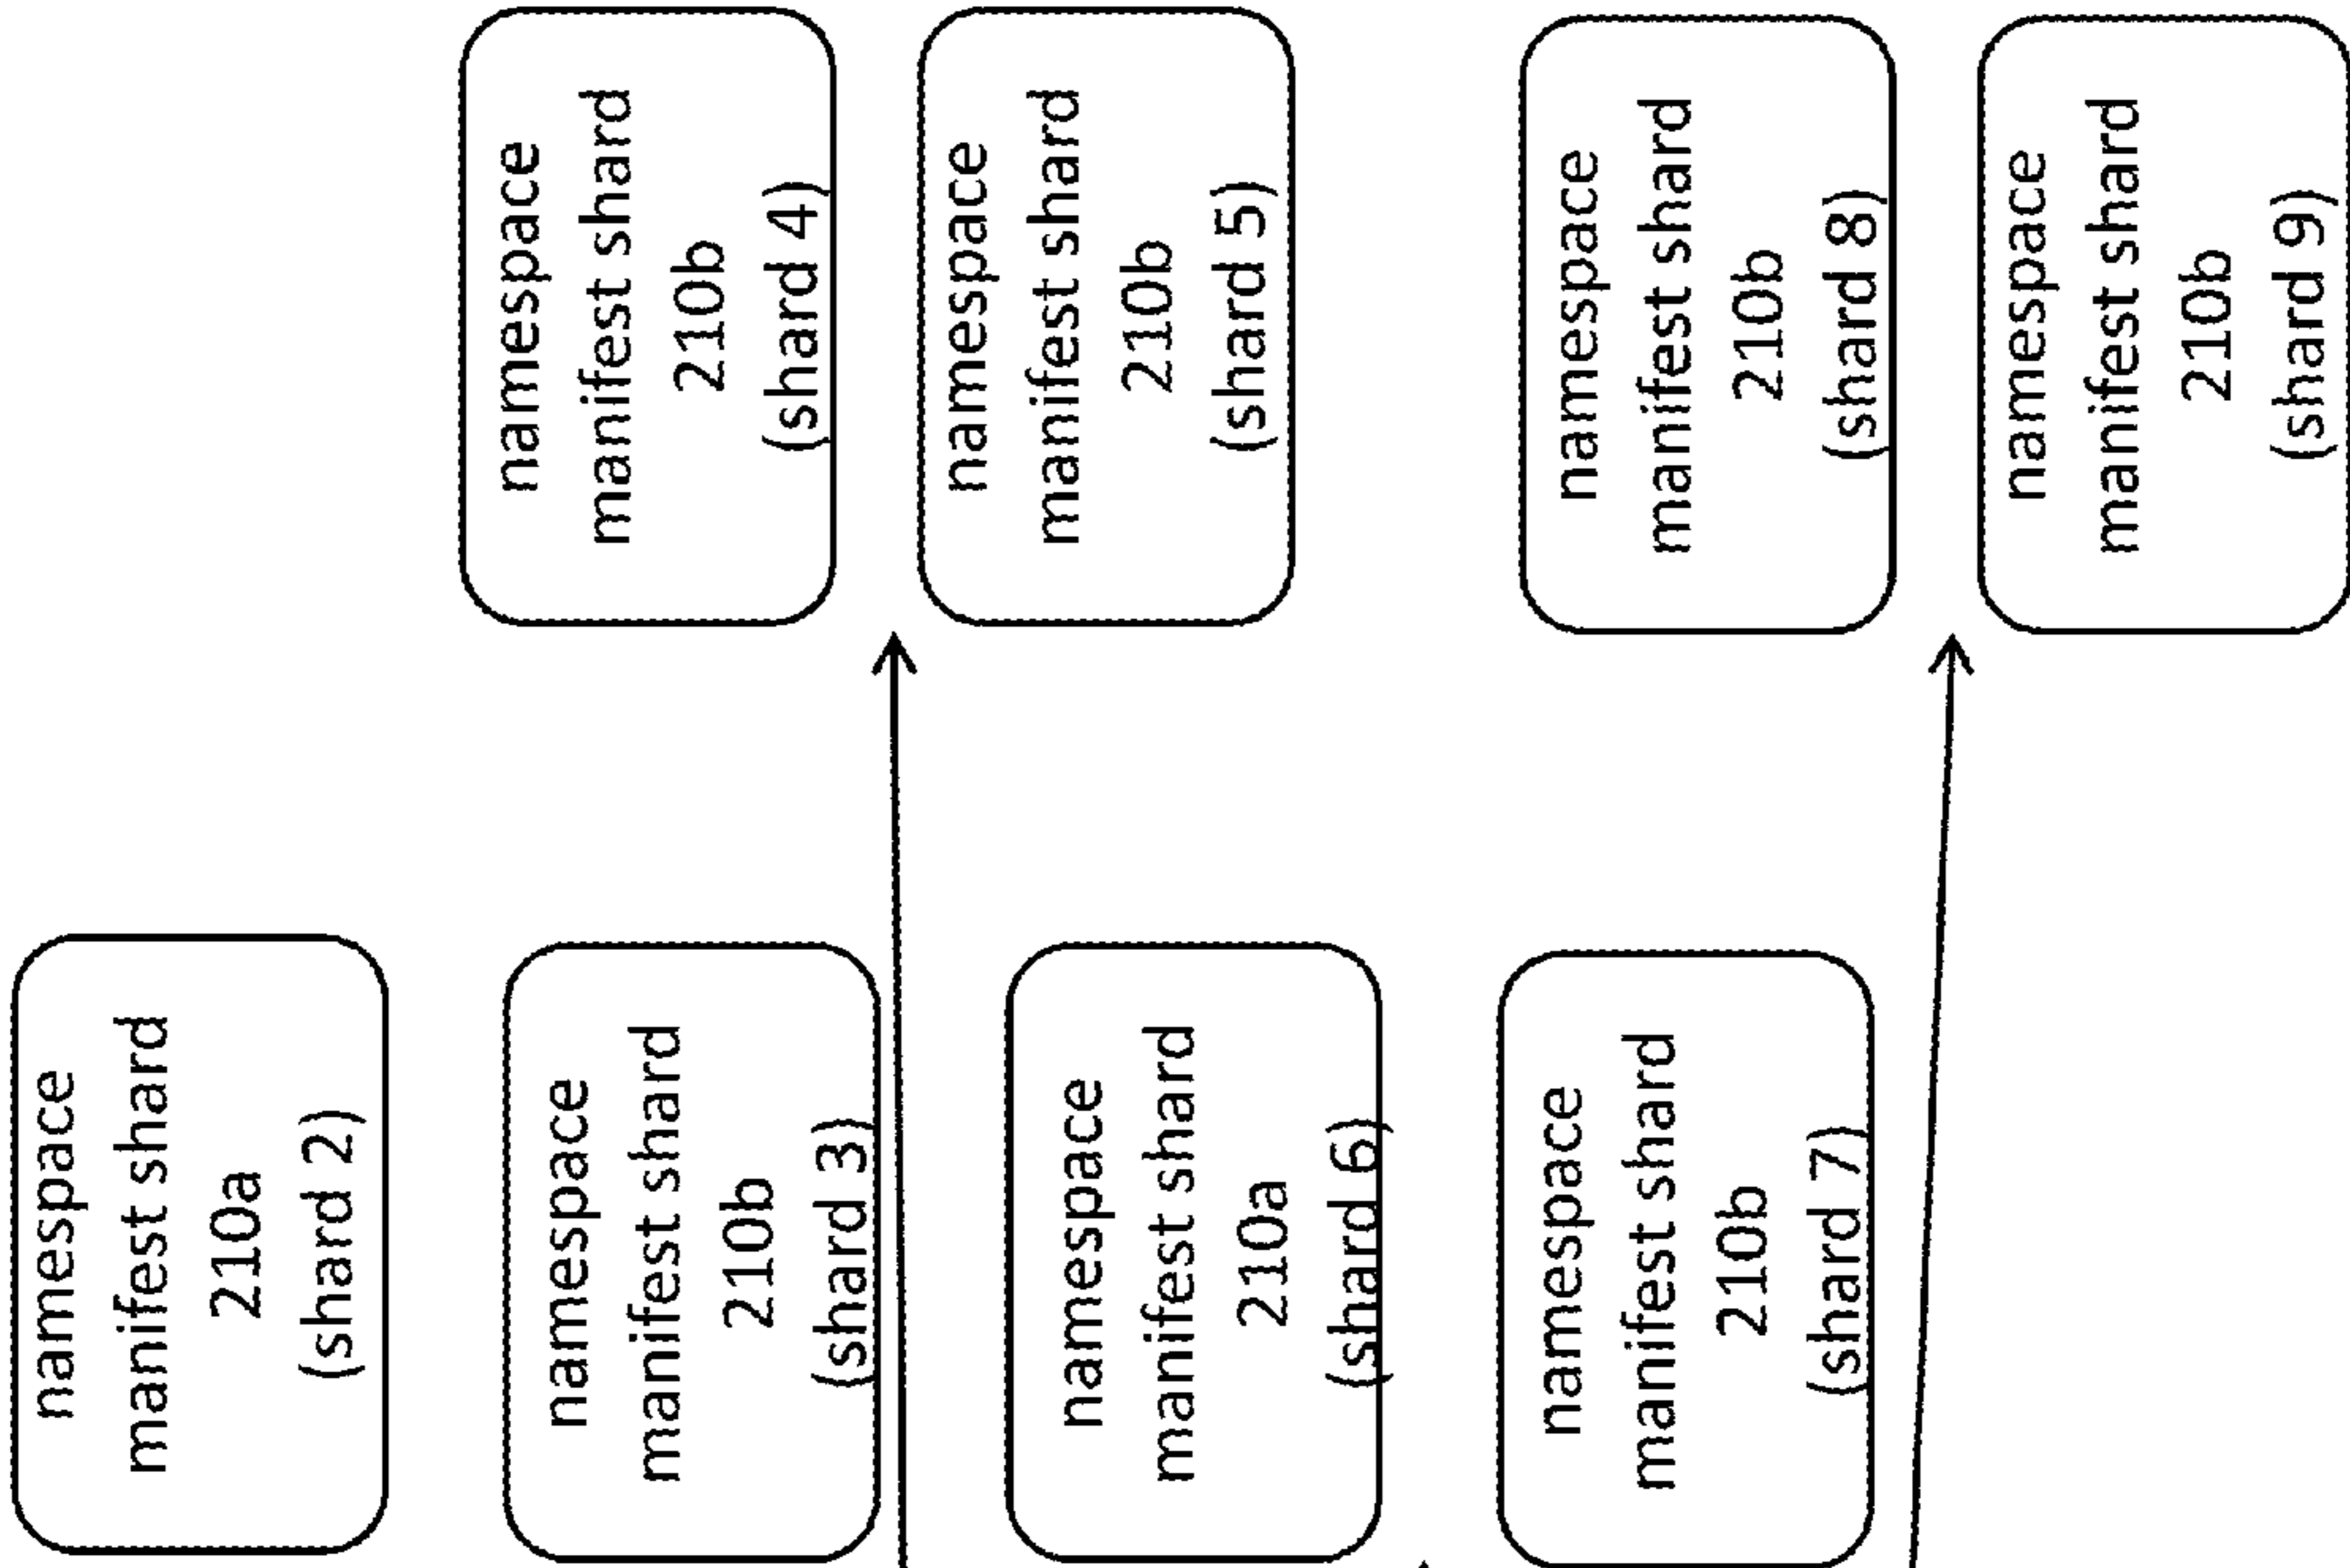 namespace
manifest shard
210a
(shard 2)
namespace
manifest shard
210b
(shard 3)
namespace
manifest shard
210b
(shard 4)
namespace
manifest shard
210b
(shard 5)
namespace
manifest shard
210a
(shard 6)
namespace
manifest shard
210b
(shard 7)
namespace
manifest shard
210b
(shard 8)
namespace
manifest shard
210b
(shard 9)